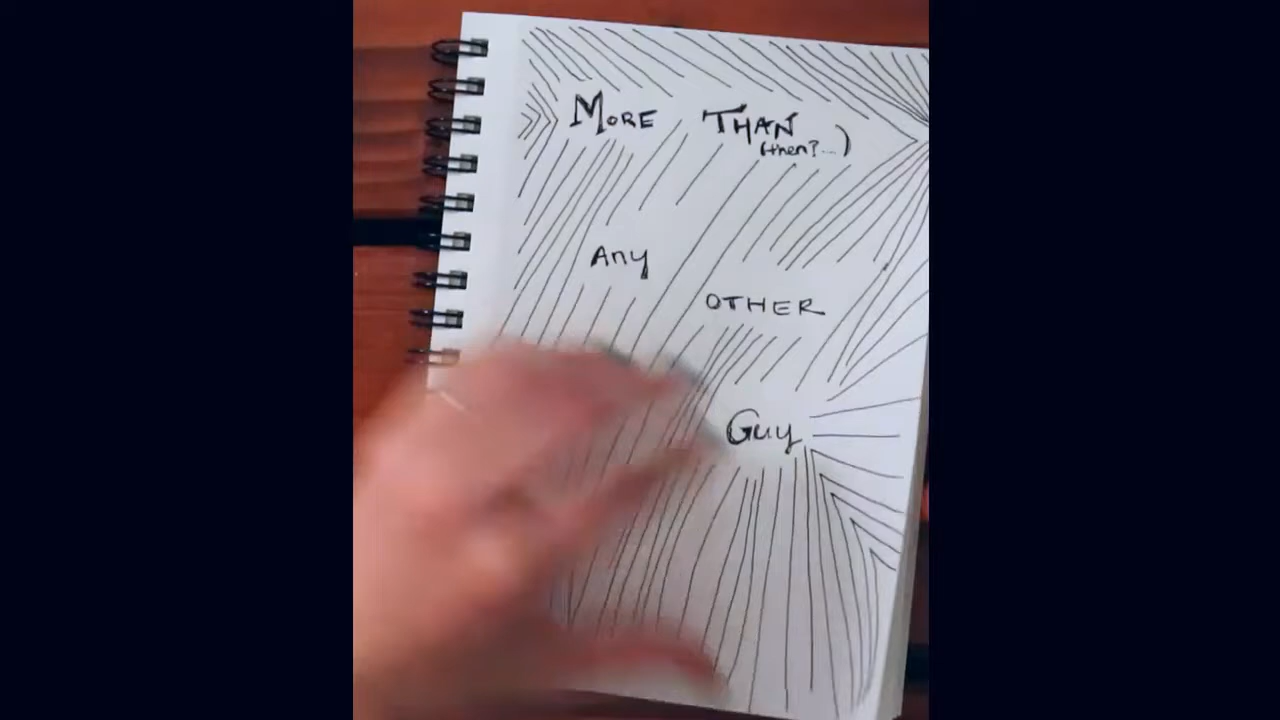 MORE THAN
(then?...)
Any
OTHER
Guy